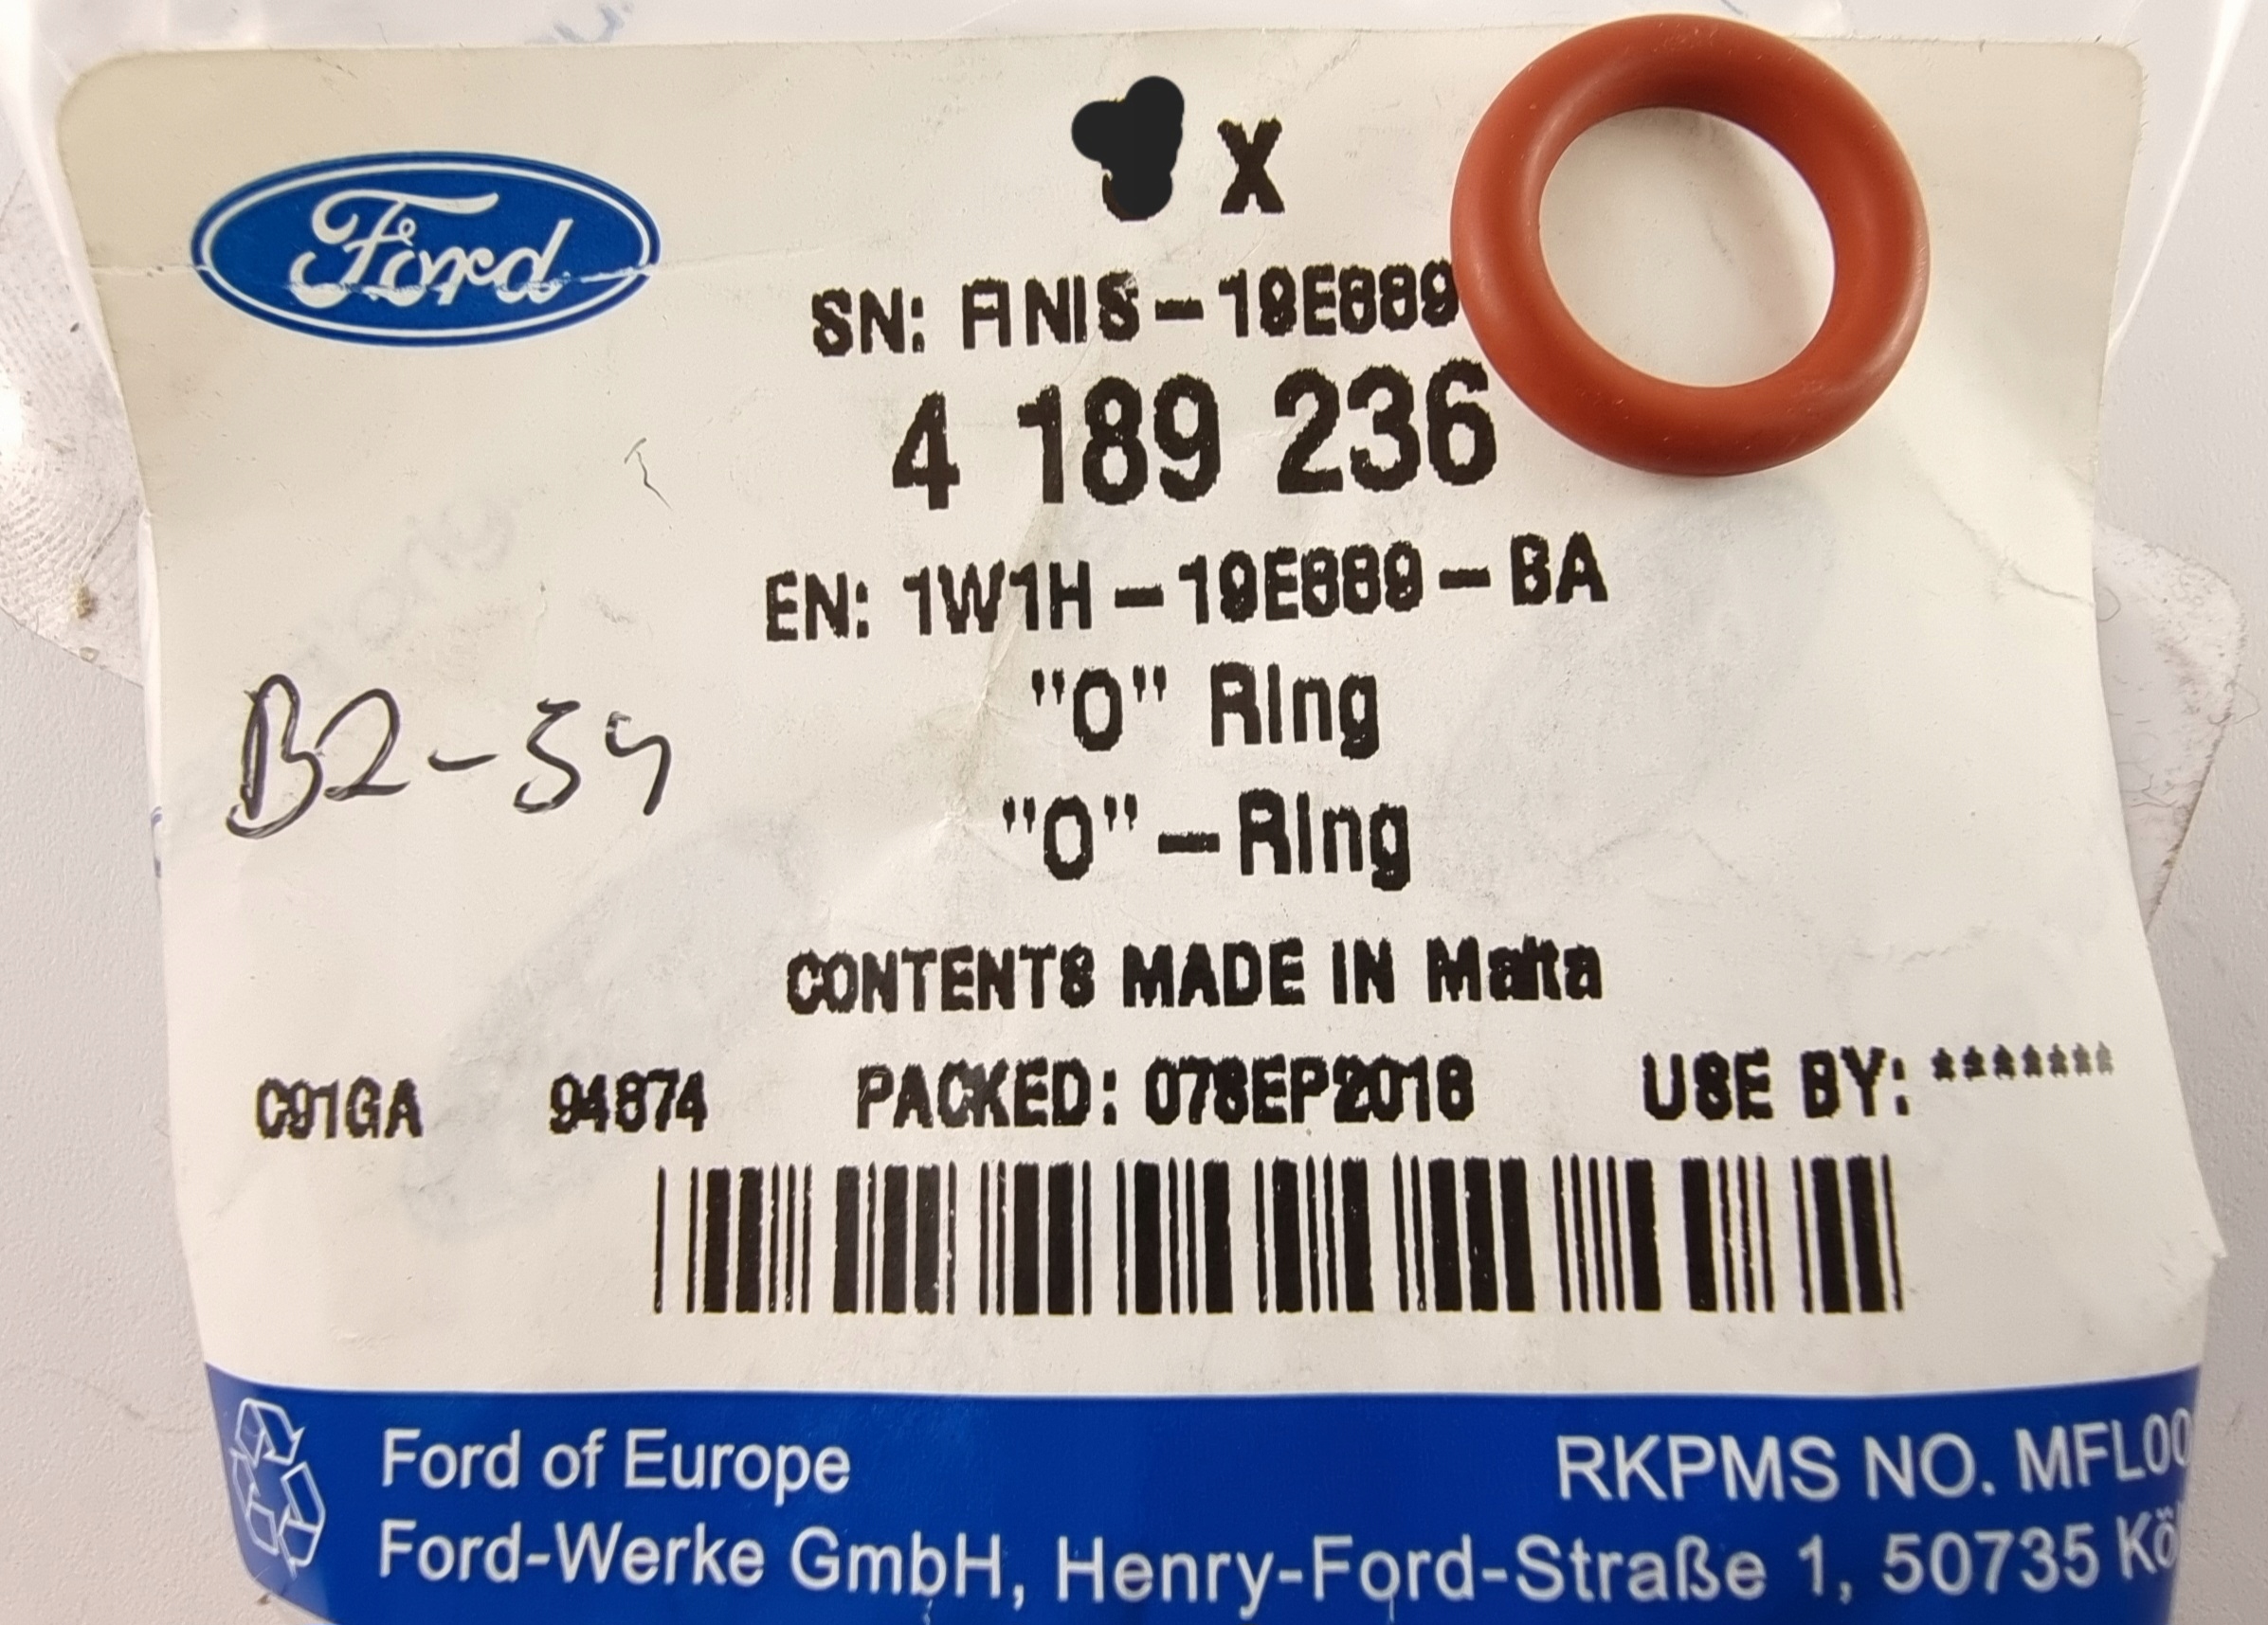 Ford
X
SN: FINIS-19E889
4 189 236
EN: 1W1H-19E889-BA
"O" Ring
B2-34
"O"-Ring
CONTENTS MADE IN Malta
C91GA 94874 PACKED: 07SEP2016 USE BY: *******
Ford of Europe RKPMS NO. MFL00
Ford-Werke GmbH, Henry-Ford-Straße 1, 50735 Kö